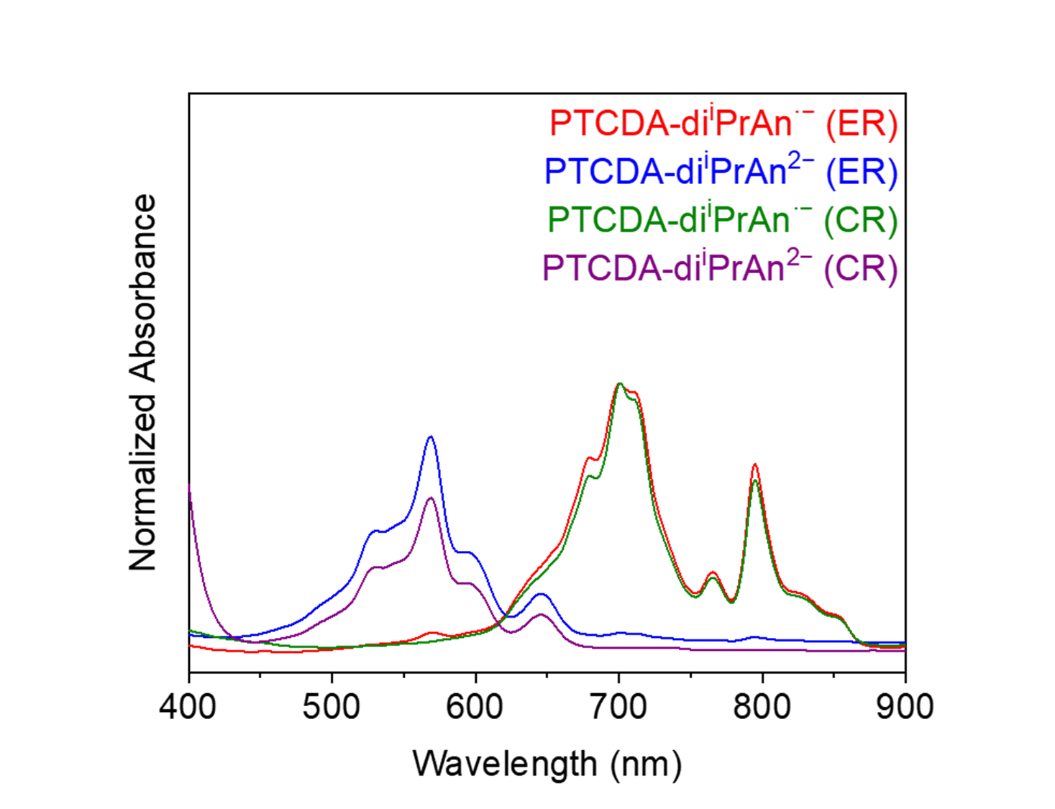 PTCDA-diⁱPrAn·− (ER)
PTCDA-diⁱPrAn²− (ER)
PTCDA-diⁱPrAn·− (CR)
PTCDA-diⁱPrAn²− (CR)
Normalized Absorbance
400 500 600 700 800 900
Wavelength (nm)